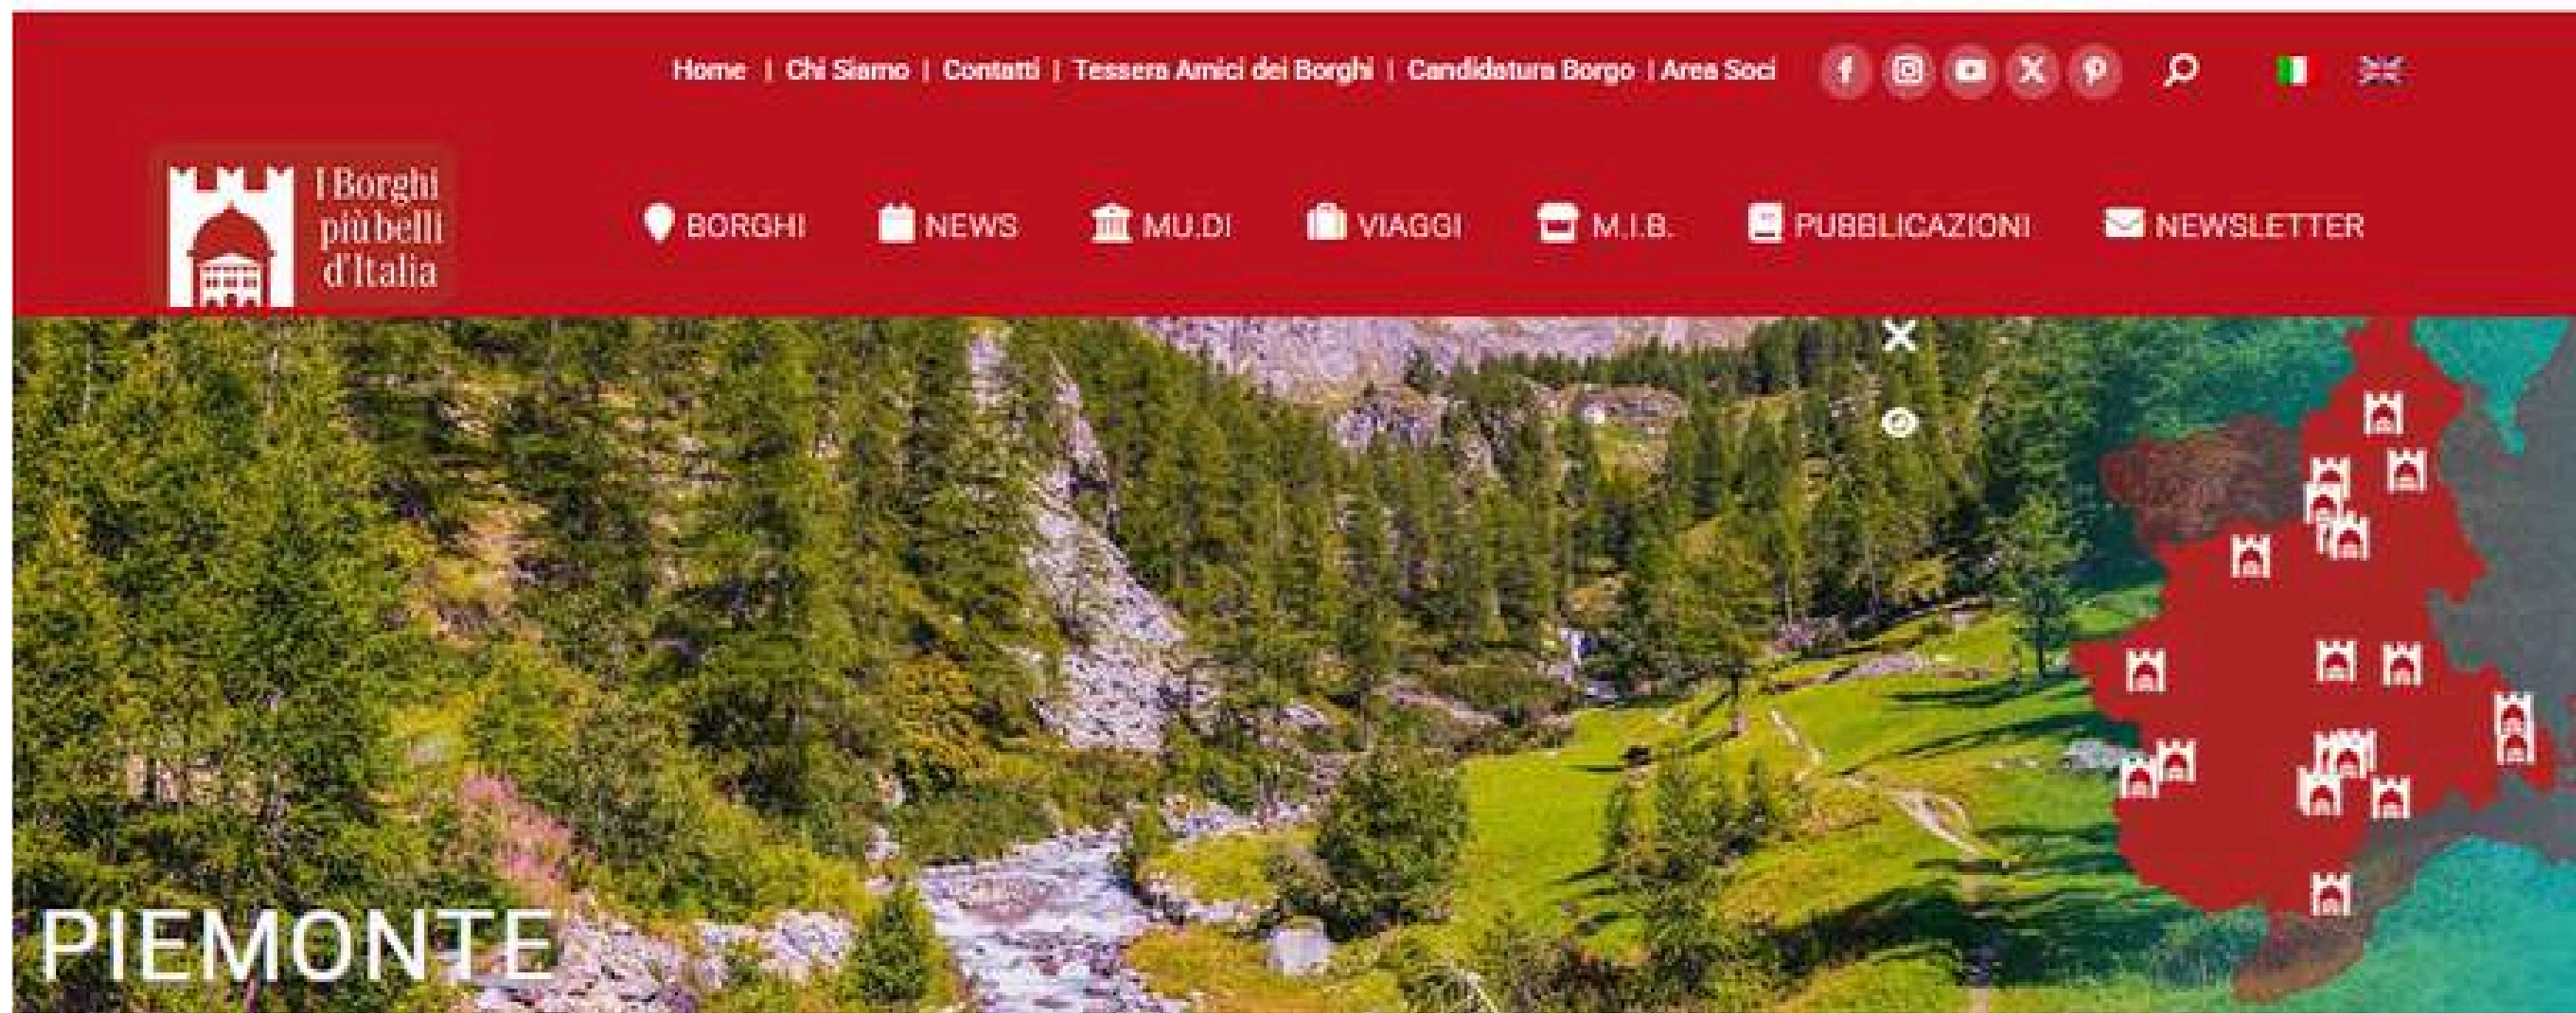 Home | Chi Siamo | Contatti | Tessera Amici dei Borghi | Candidatura Borgo | Area Soci
I Borghi
più belli
d'Italia
BORGHI NEWS MU.DI VIAGGI M.I.B. PUBBLICAZIONI NEWSLETTER
PIEMONTE